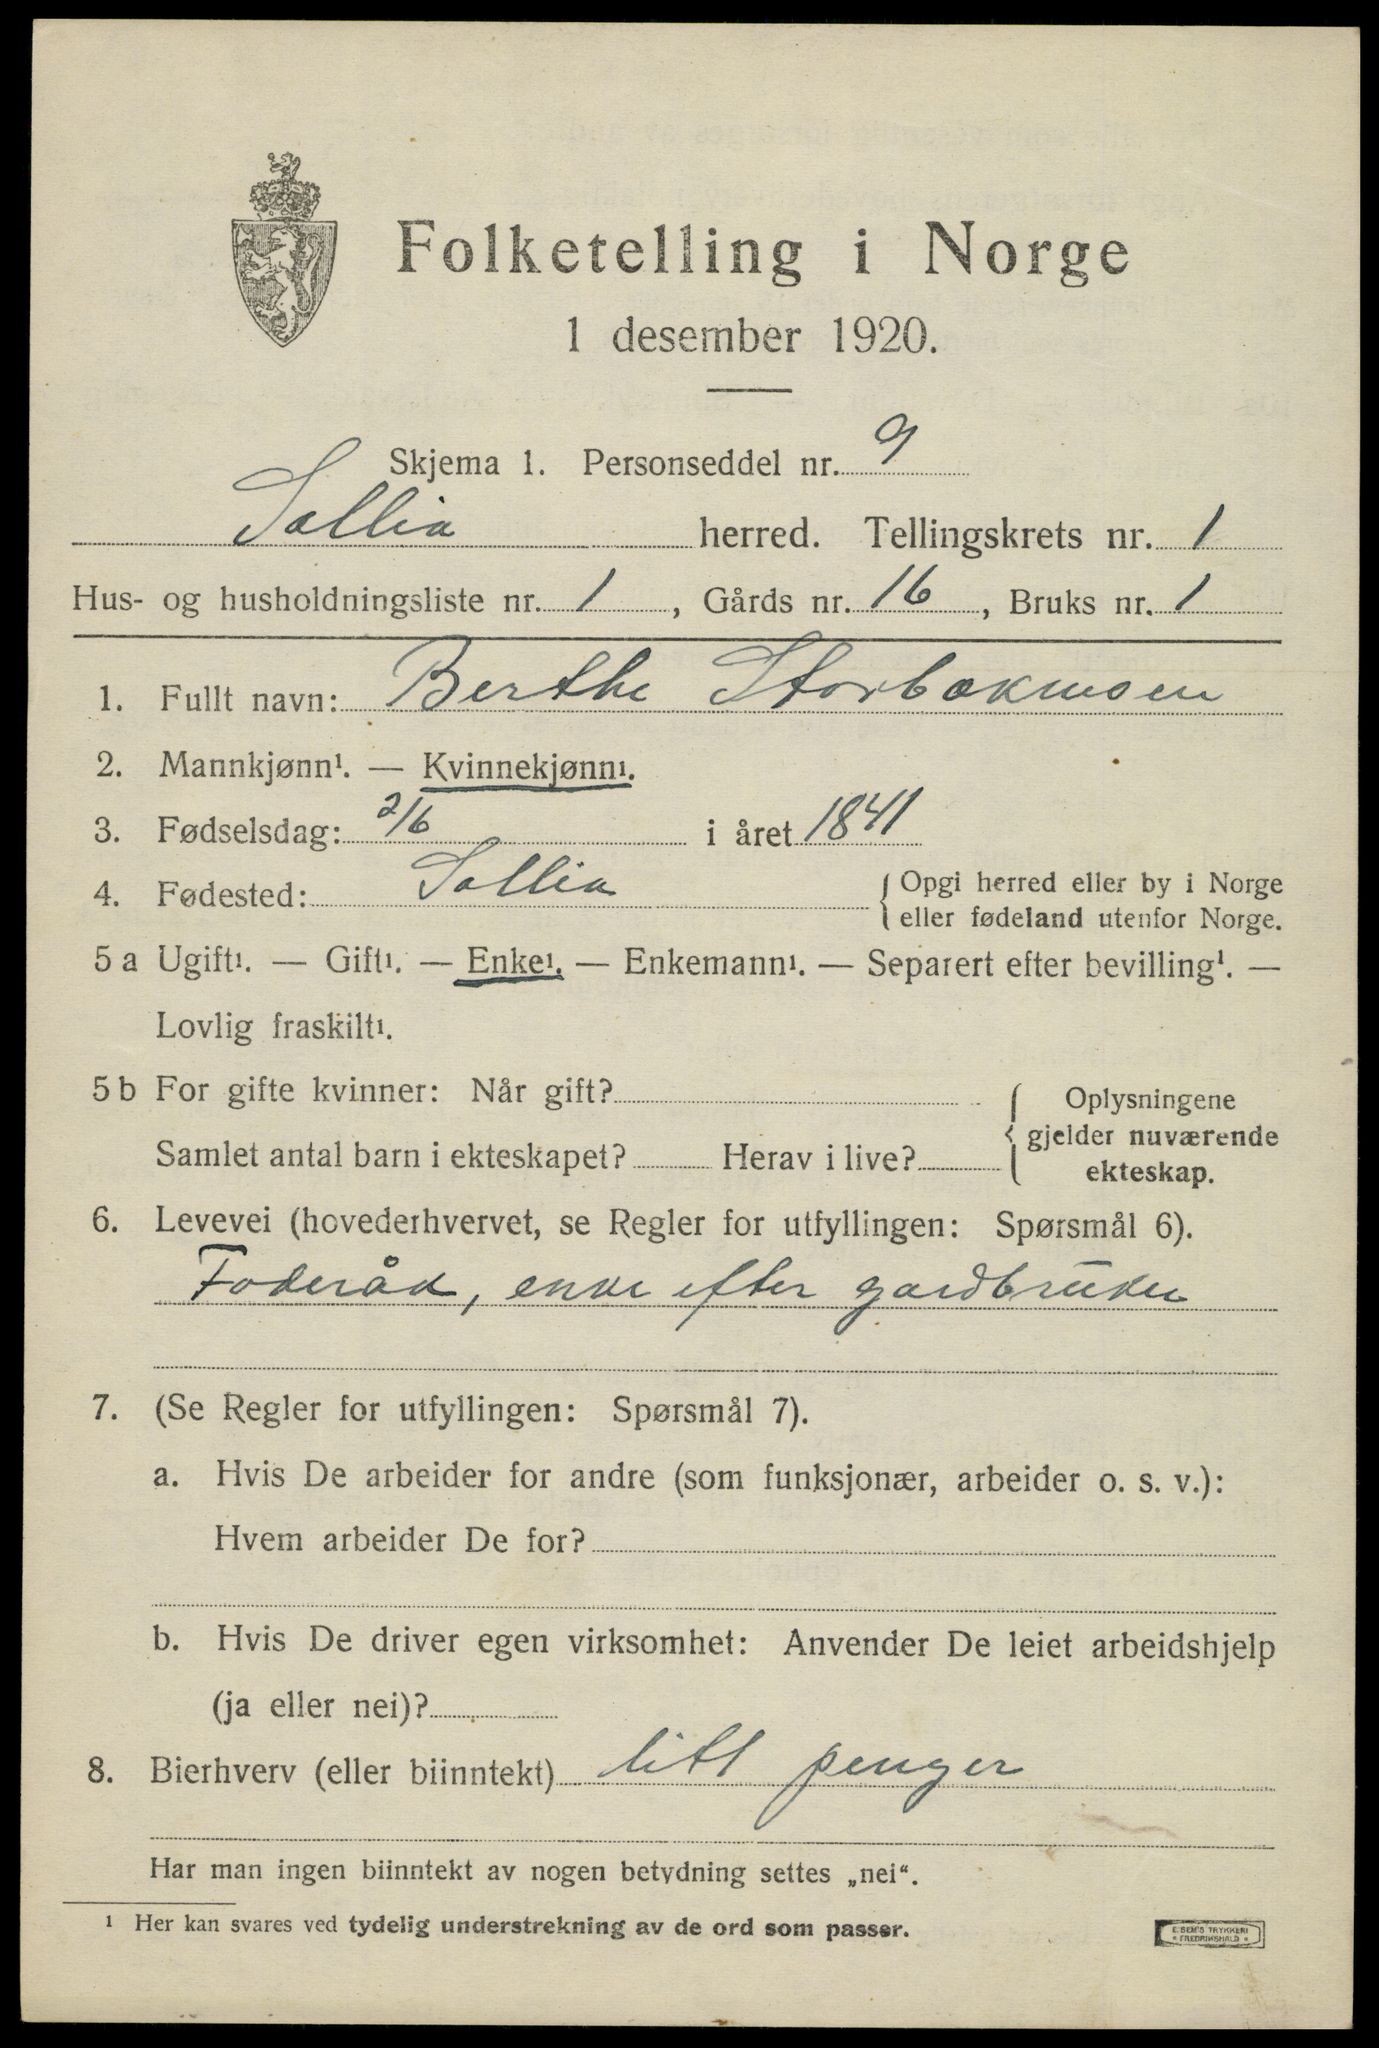 Folketelling i Norge
1 desember 1920.
Skjema 1. Personseddel nr. 9
Sollia herred. Tellingskrets nr. 1
Hus- og husholdningsliste nr. 1, Gårds nr. 16, Bruks nr. 1
1. Fullt navn: Berthe Storbækmoen
2. Mannkjønn¹. — Kvinnekjønn¹.
3. Fødselsdag: 2/6 i året 1841
4. Fødested: Sollia {Opgi herred eller by i Norge
eller fødeland utenfor Norge.
5 a Ugift¹. — Gift¹. — Enke¹. — Enkemann¹. — Separert efter bevilling¹. —
Lovlig fraskilt¹.
5 b For gifte kvinner: Når gift? { Oplysningene
gjelder nuværende
Samlet antal barn i ekteskapet? Herav i live?
ekteskap.
6. Levevei (hovederhvervet, se Regler for utfyllingen: Spørsmål 6).
Foderåd, enke efter gardbruker
7. (Se Regler for utfyllingen: Spørsmål 7).
a. Hvis De arbeider for andre (som funksjonær, arbeider o. s. v.):
Hvem arbeider De for?
b. Hvis De driver egen virksomhet: Anvender De leiet arbeidshjelp
(ja eller nei)?
8. Bierhverv (eller biinntekt) litt penger
Har man ingen biinntekt av nogen betydning settes „nei“.
¹ Her kan svares ved tydelig understrekning av de ord som passer.
E. SEM'S TRYKKERI
* FREDRIKSHALD *